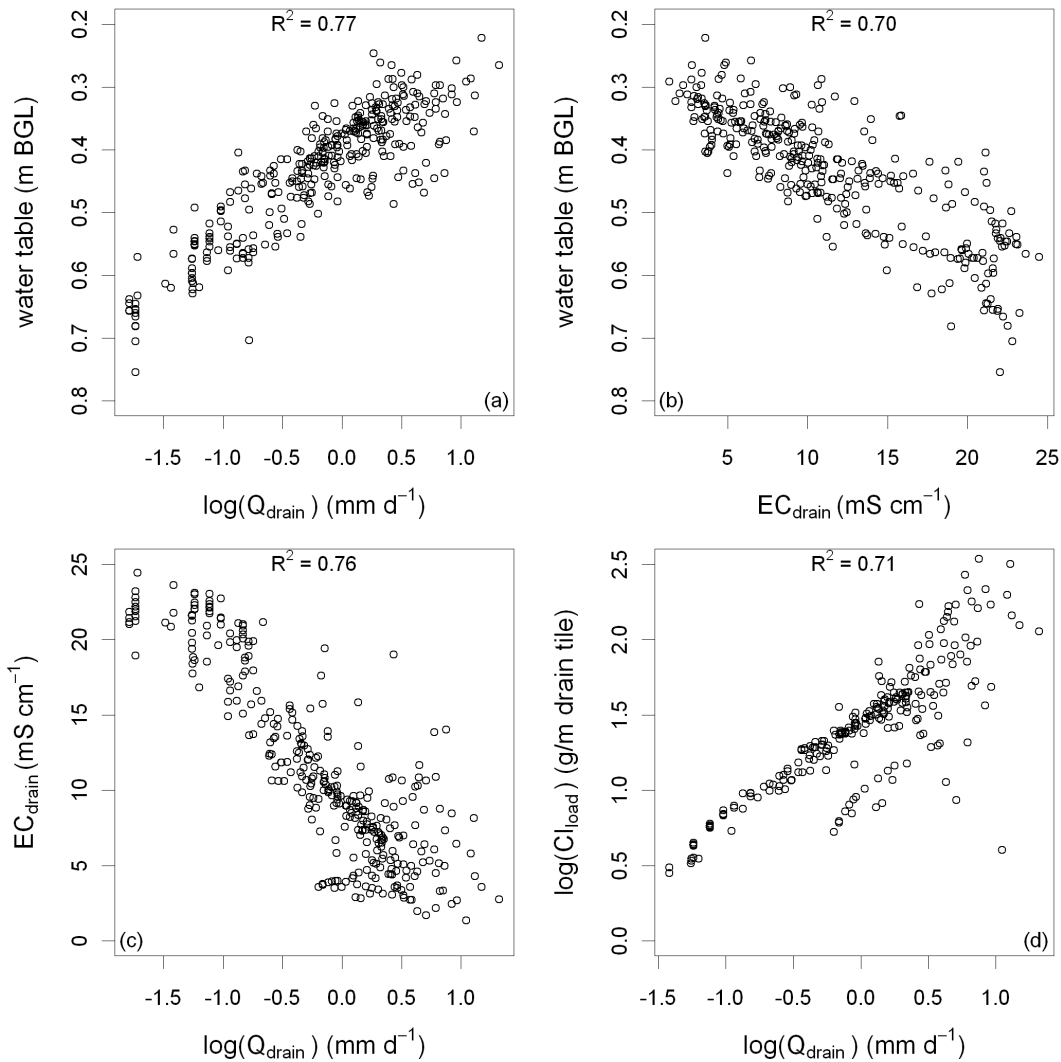 R² = 0.77
0.2
0.3
0.4
0.5
0.6
0.7
0.8
water table (m BGL)
(a)
-1.5 -1.0 -0.5 0.0 0.5 1.0
log(Q_drain ) (mm d⁻¹)
R² = 0.70
0.2
0.3
0.4
0.5
0.6
0.7
0.8
water table (m BGL)
(b)
5 10 15 20 25
EC_drain (mS cm⁻¹)
R² = 0.76
25
20
15
10
5
0
EC_drain (mS cm⁻¹)
(c)
-1.5 -1.0 -0.5 0.0 0.5 1.0
log(Q_drain ) (mm d⁻¹)
R² = 0.71
2.5
2.0
1.5
1.0
0.5
0.0
log(Cl_load ) (g/m drain tile)
(d)
-1.5 -1.0 -0.5 0.0 0.5 1.0
log(Q_drain ) (mm d⁻¹)